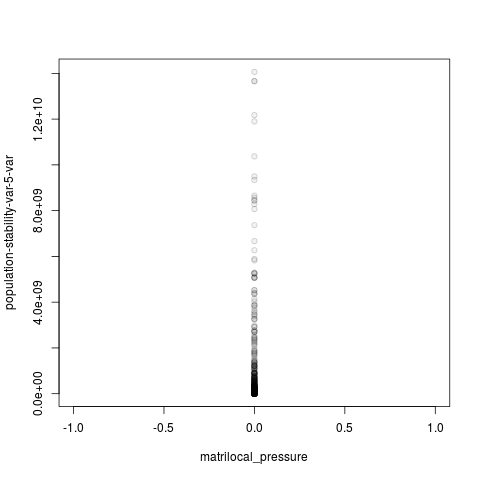 population-stability-var-5-var
1.2e+10
8.0e+09
4.0e+09
0.0e+00
-1.0
-0.5
0.0
0.5
1.0
matrilocal_pressure